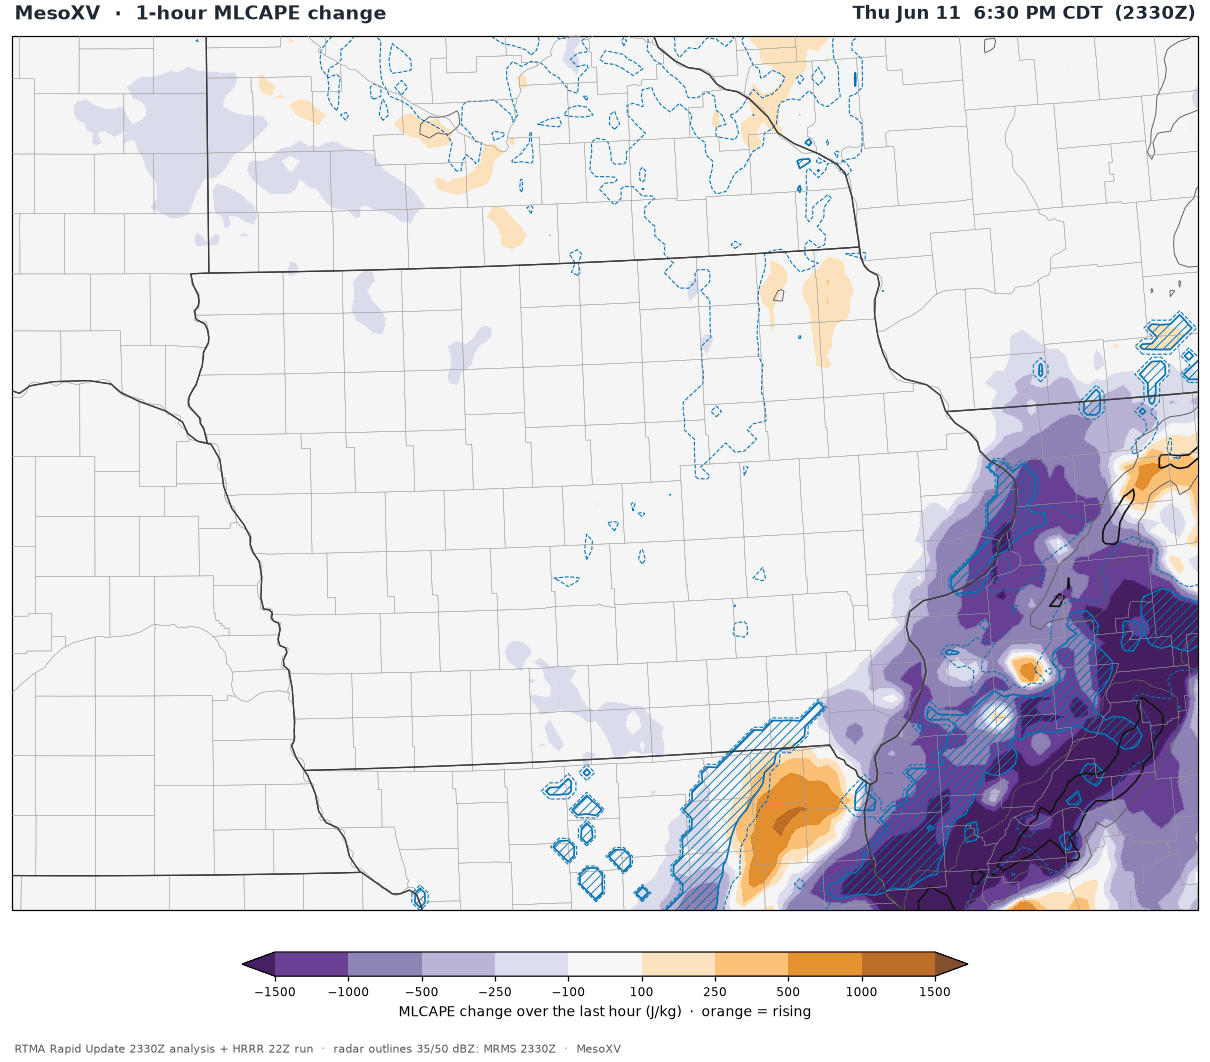 MesoXV · 1-hour MLCAPE change
Thu Jun 11 6:30 PM CDT (2330Z)
−1500 −1000 −500 −250 −100 100 250 500 1000 1500
MLCAPE change over the last hour (J/kg) · orange = rising
RTMA Rapid Update 2330Z analysis + HRRR 22Z run · radar outlines 35/50 dBZ: MRMS 2330Z · MesoXV